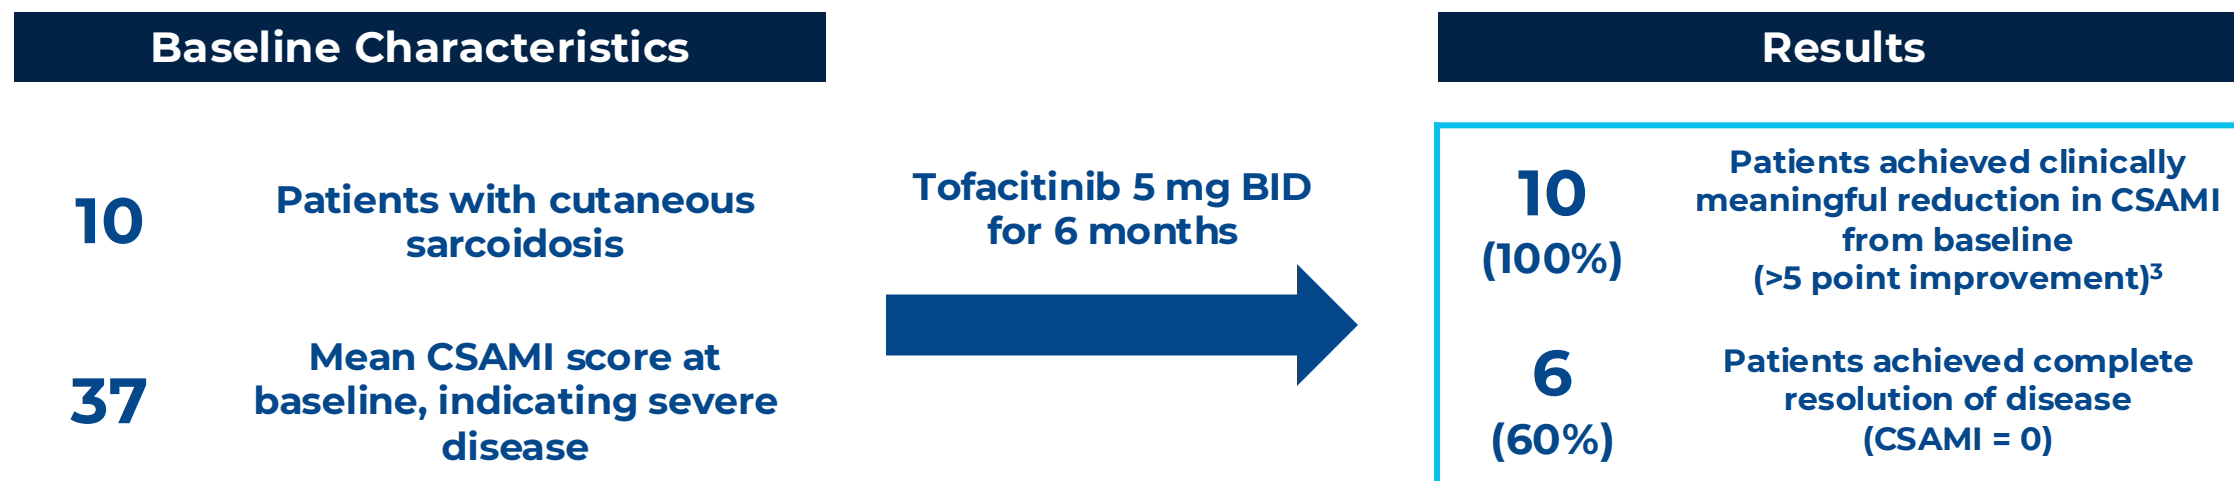 Baseline Characteristics
10
Patients with cutaneous
sarcoidosis
37
Mean CSAMI score at
baseline, indicating severe
disease
Tofacitinib 5 mg BID
for 6 months
Results
10
(100%)
Patients achieved clinically
meaningful reduction in CSAMI
from baseline
(>5 point improvement)³
6
(60%)
Patients achieved complete
resolution of disease
(CSAMI = 0)